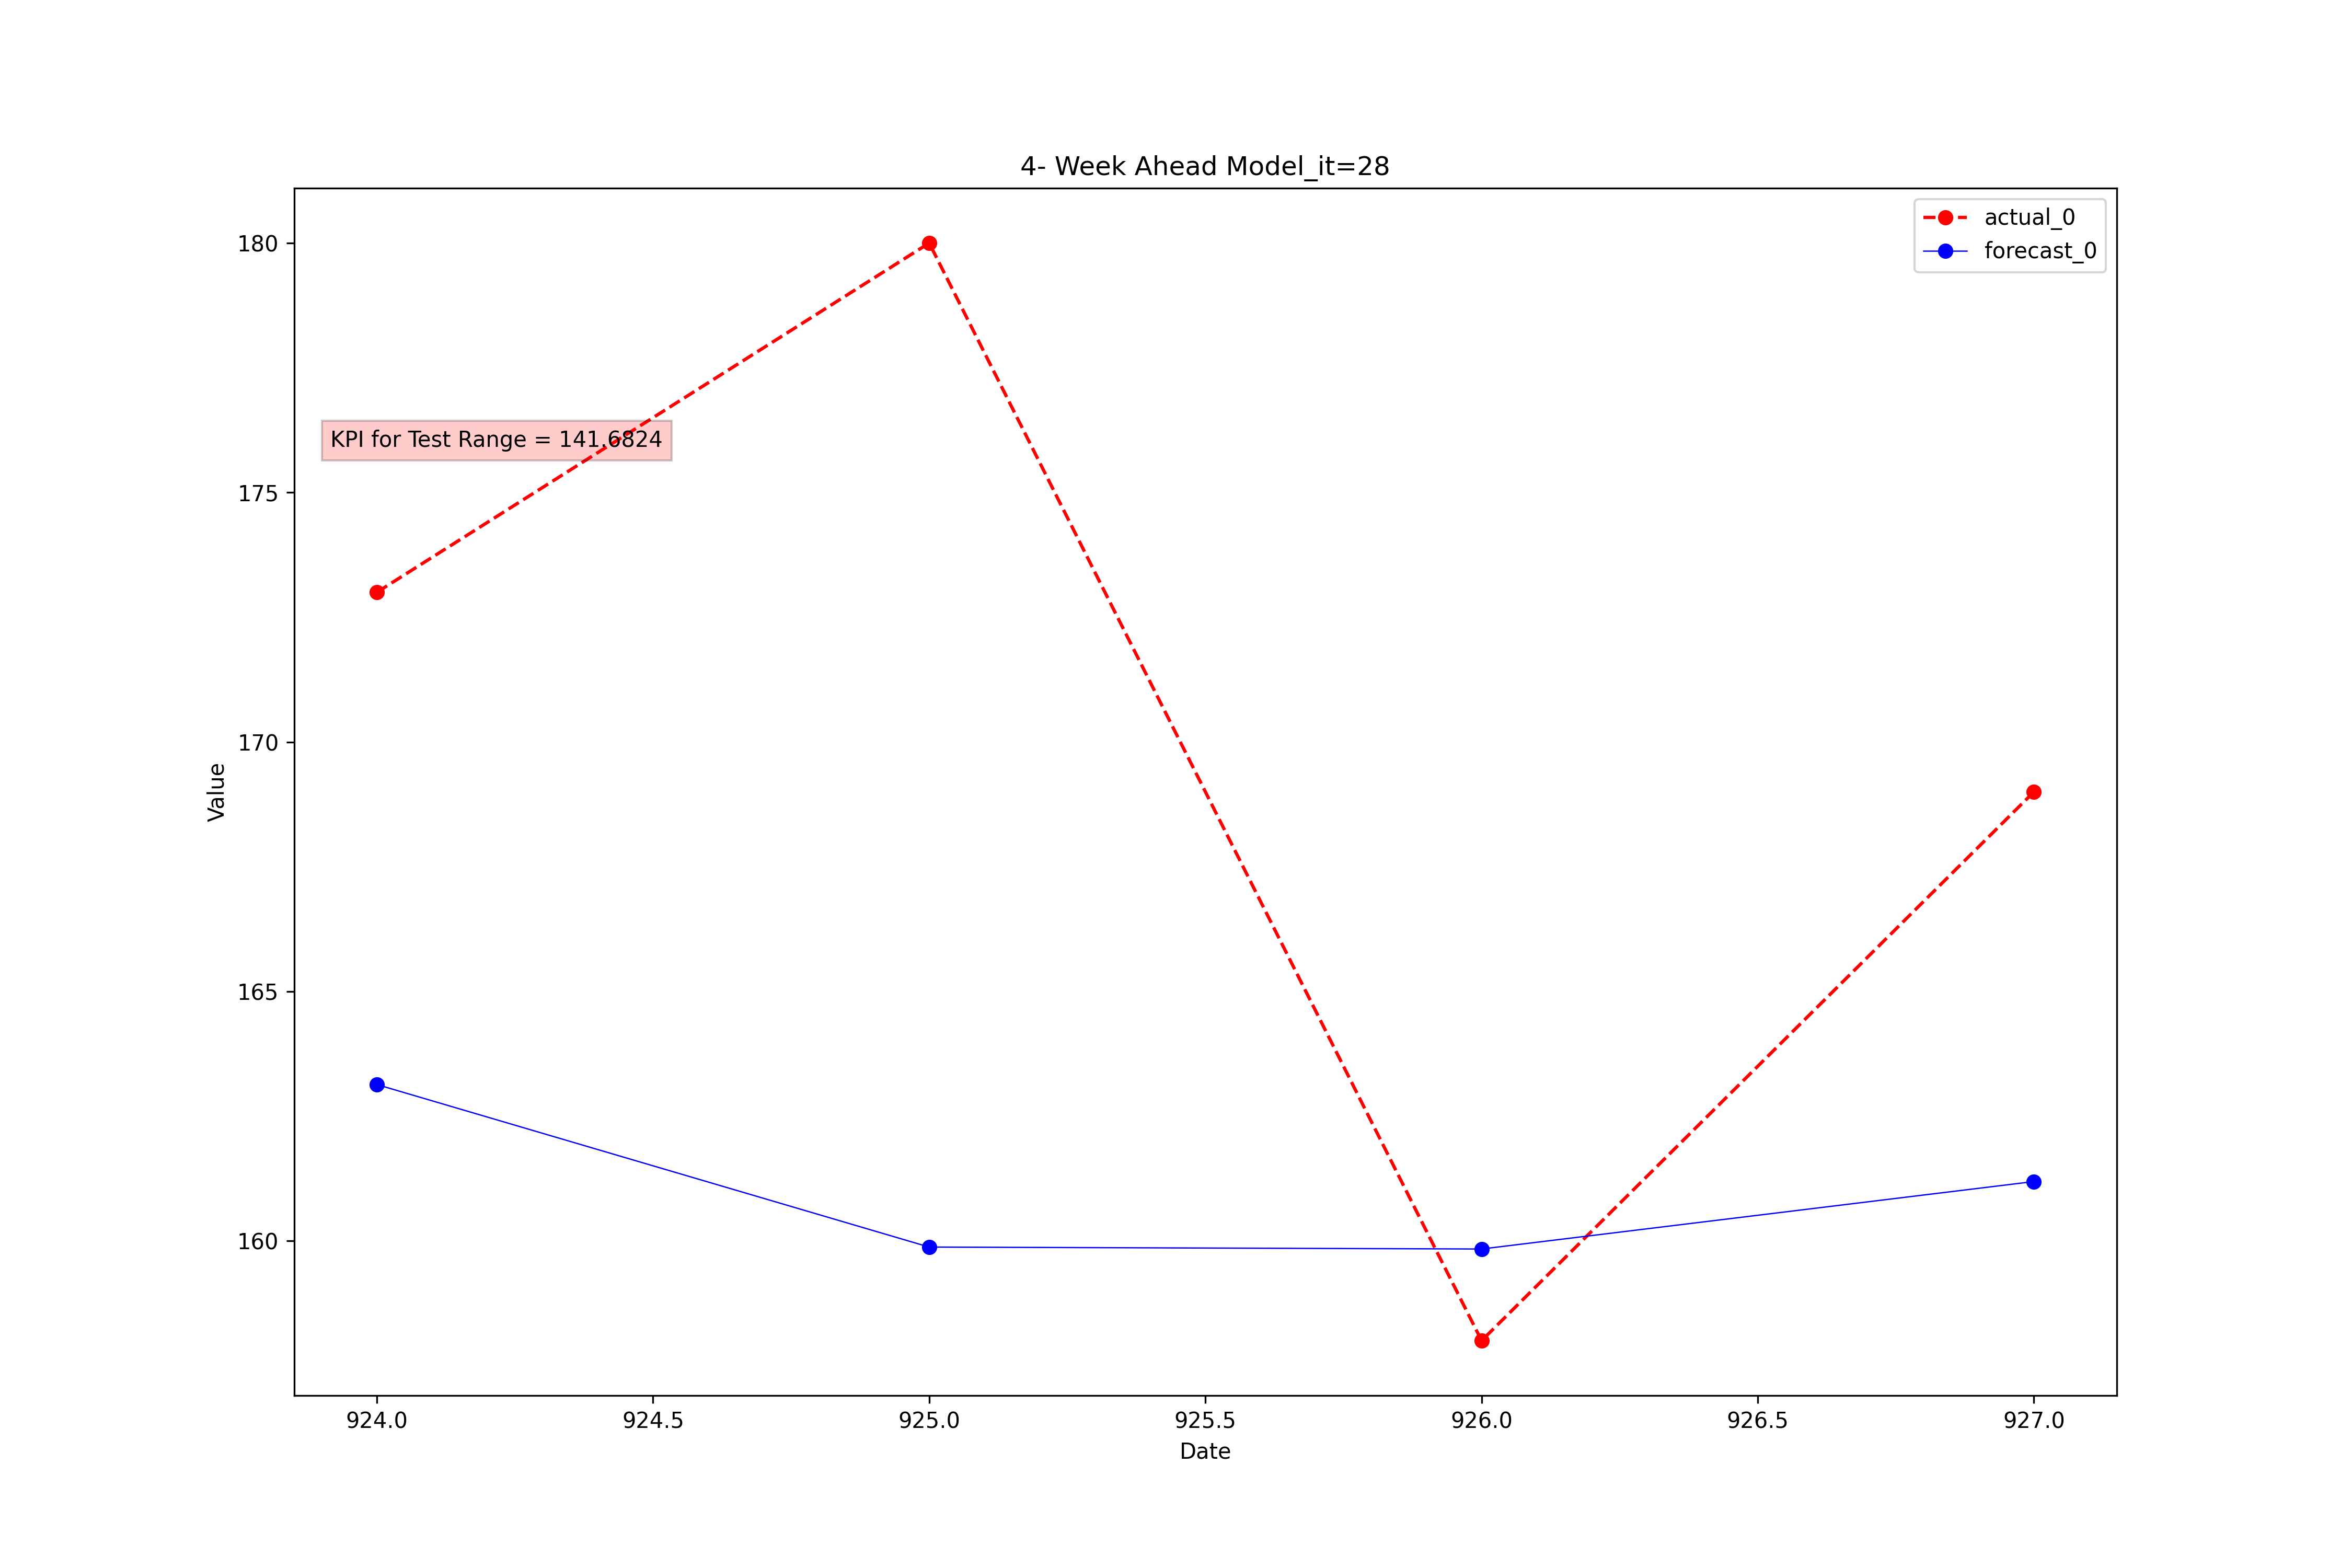 4- Week Ahead Model_it=28
actual_0
forecast_0
KPI for Test Range = 141.6824
Value
180
175
170
165
160
924.0 924.5 925.0 925.5 926.0 926.5 927.0
Date